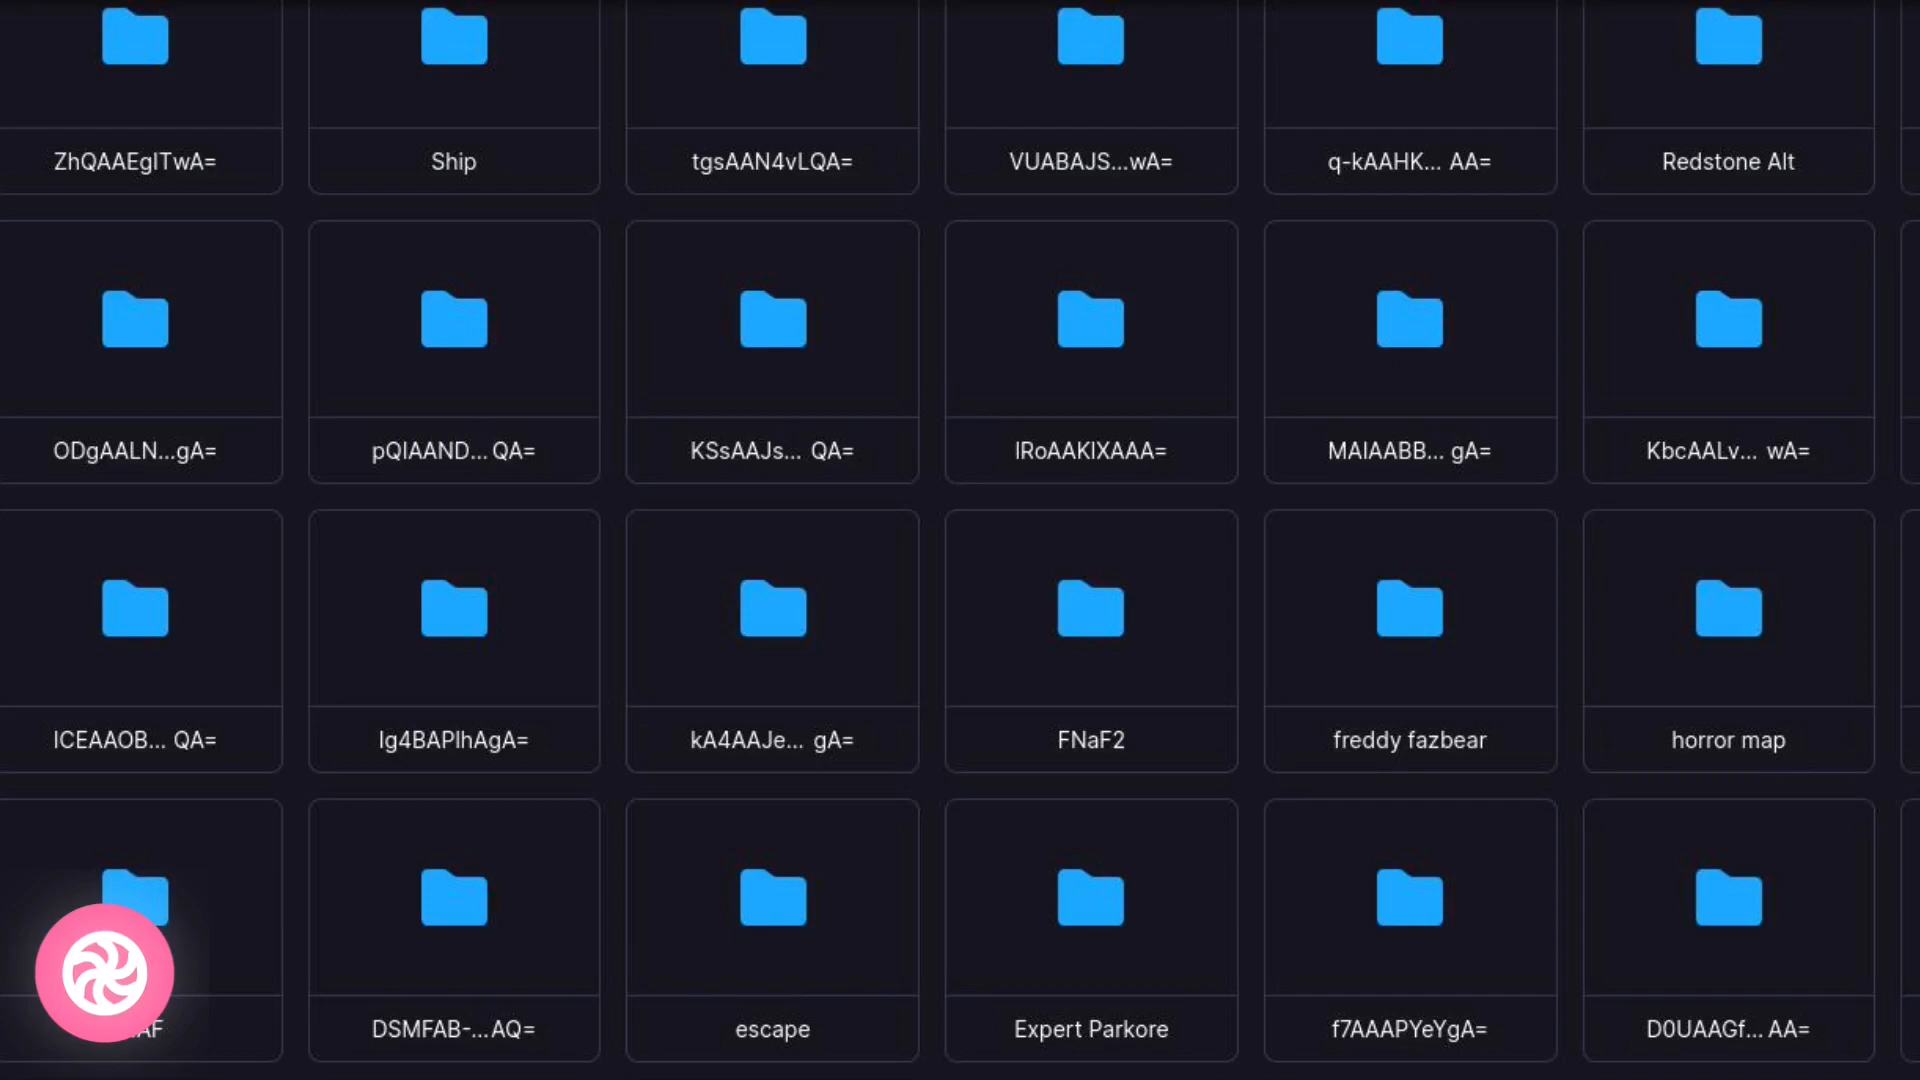 ZhQAAEgITwA=
Ship
tgsAAN4vLQA=
VUABAJS...wA=
q-kAAHK... AA=
Redstone Alt
ODgAALN...gA=
pQIAAND... QA=
KSsAAJs... QA=
IRoAAKIXAAA=
MAIAABB... gA=
KbcAALv... wA=
ICEAAOB... QA=
Ig4BAPIhAgA=
kA4AAJe... gA=
FNaF2
freddy fazbear
horror map
DSMFAB-...AQ=
escape
Expert Parkore
f7AAAPYeYgA=
D0UAAGf... AA=